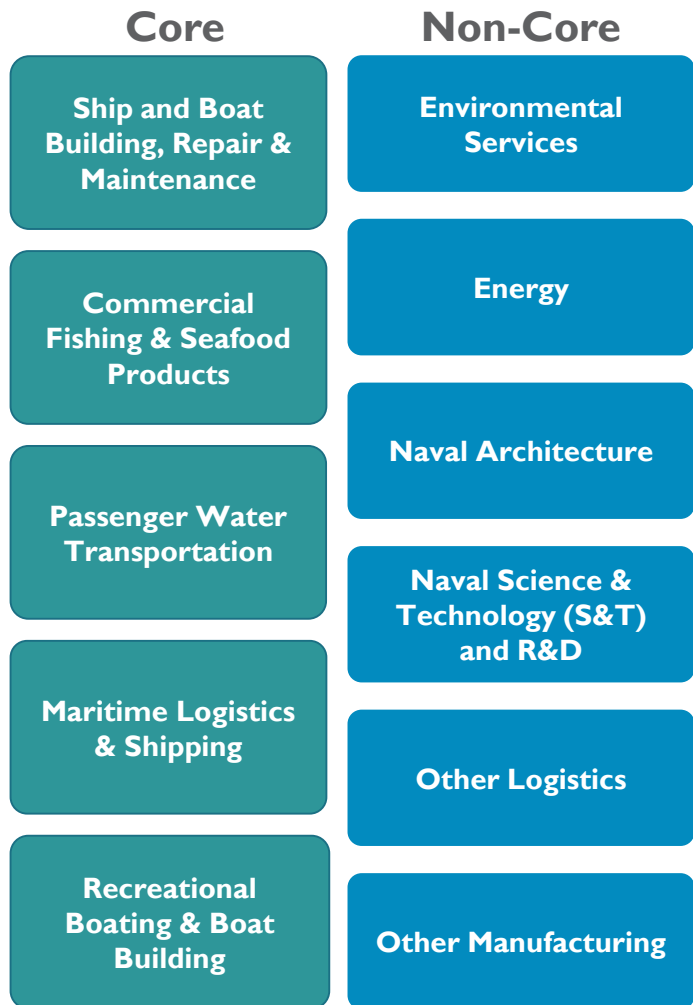 Core
Ship and Boat
Building, Repair &
Maintenance
Commercial
Fishing & Seafood
Products
Passenger Water
Transportation
Maritime Logistics
& Shipping
Recreational
Boating & Boat
Building
Non-Core
Environmental
Services
Energy
Naval Architecture
Naval Science &
Technology (S&T)
and R&D
Other Logistics
Other Manufacturing